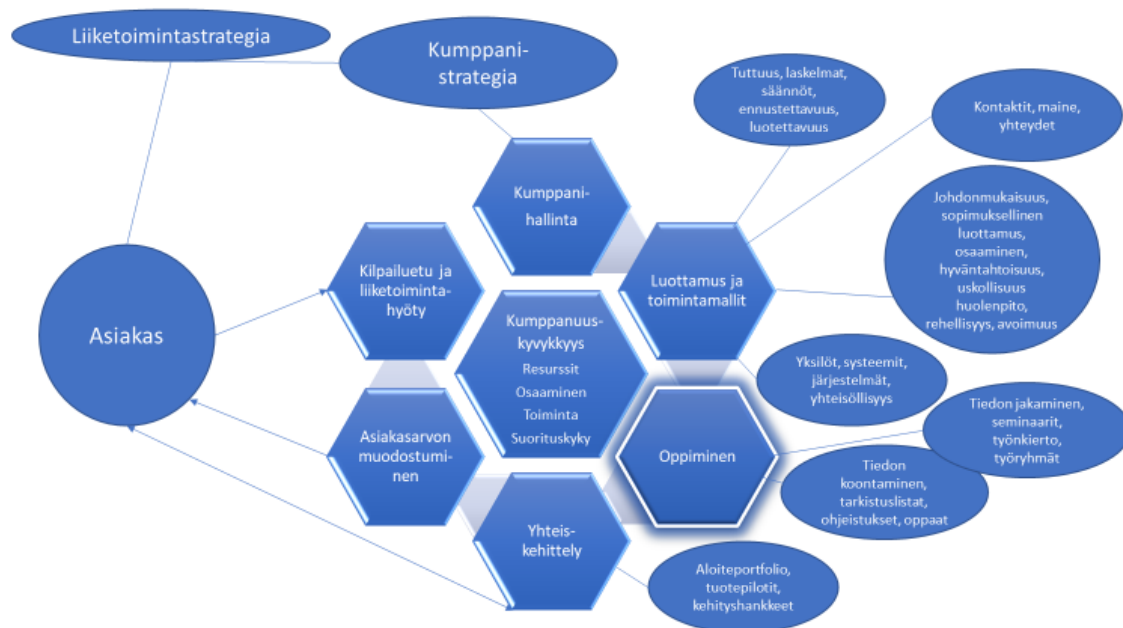 Liiketoimintastrategia
Kumppani-
strategia
Tuttuus, laskelmat,
säännöt,
ennustettavuus,
luotettavuus
Kontaktit, maine,
yhteydet
Kumppani-
hallinta
Johdonmukaisuus,
sopimuksellinen
luottamus,
osaaminen,
hyväntahtoisuus,
uskollisuus
huolenpito,
rehellisyys, avoimuus
Kilpailuetu ja
liiketoiminta-
hyöty
Luottamus ja
toimintamallit
Asiakas
Kumppanuus-
kyvykkyys
Resurssit
Osaaminen
Toiminta
Suorituskyky
Yksilöt, systeemit,
järjestelmät,
yhteisöllisyys
Tiedon jakaminen,
seminaarit,
työnkierto,
työryhmät
Asiakasarvon
muodostumi-
nen
Oppiminen
Tiedon
koontaminen,
tarkistuslistat,
ohjeistukset, oppaat
Yhteis-
kehittely
Aloiteportfolio,
tuotepilotit,
kehityshankkeet